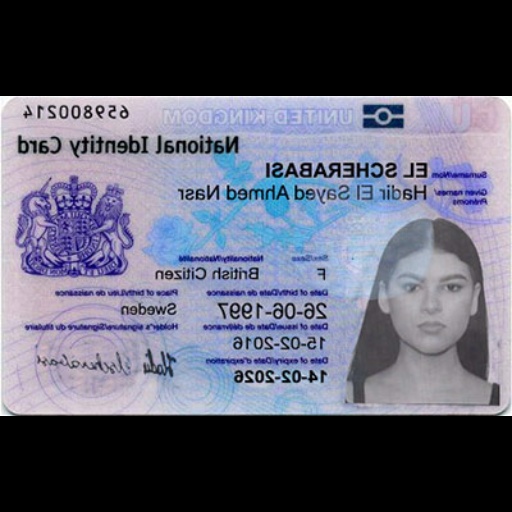 UNITED KINGDOM
659800214
National Identity Card
Surname/Nom
EL SCHERABASI
Given names/
Prénoms
Hadir El Sayed Ahmed Nasr
Sex/Sexe Nationality/Nationalité
F British Citizen
Date of birth/Date de naissance Place of birth/Lieu de naissance
26-06-1997 Sweden
Date of issue/Date de délivrance Holder's signature/Signature du titulaire
15-02-2016
Date of expiry/Date d'expiration
14-02-2026